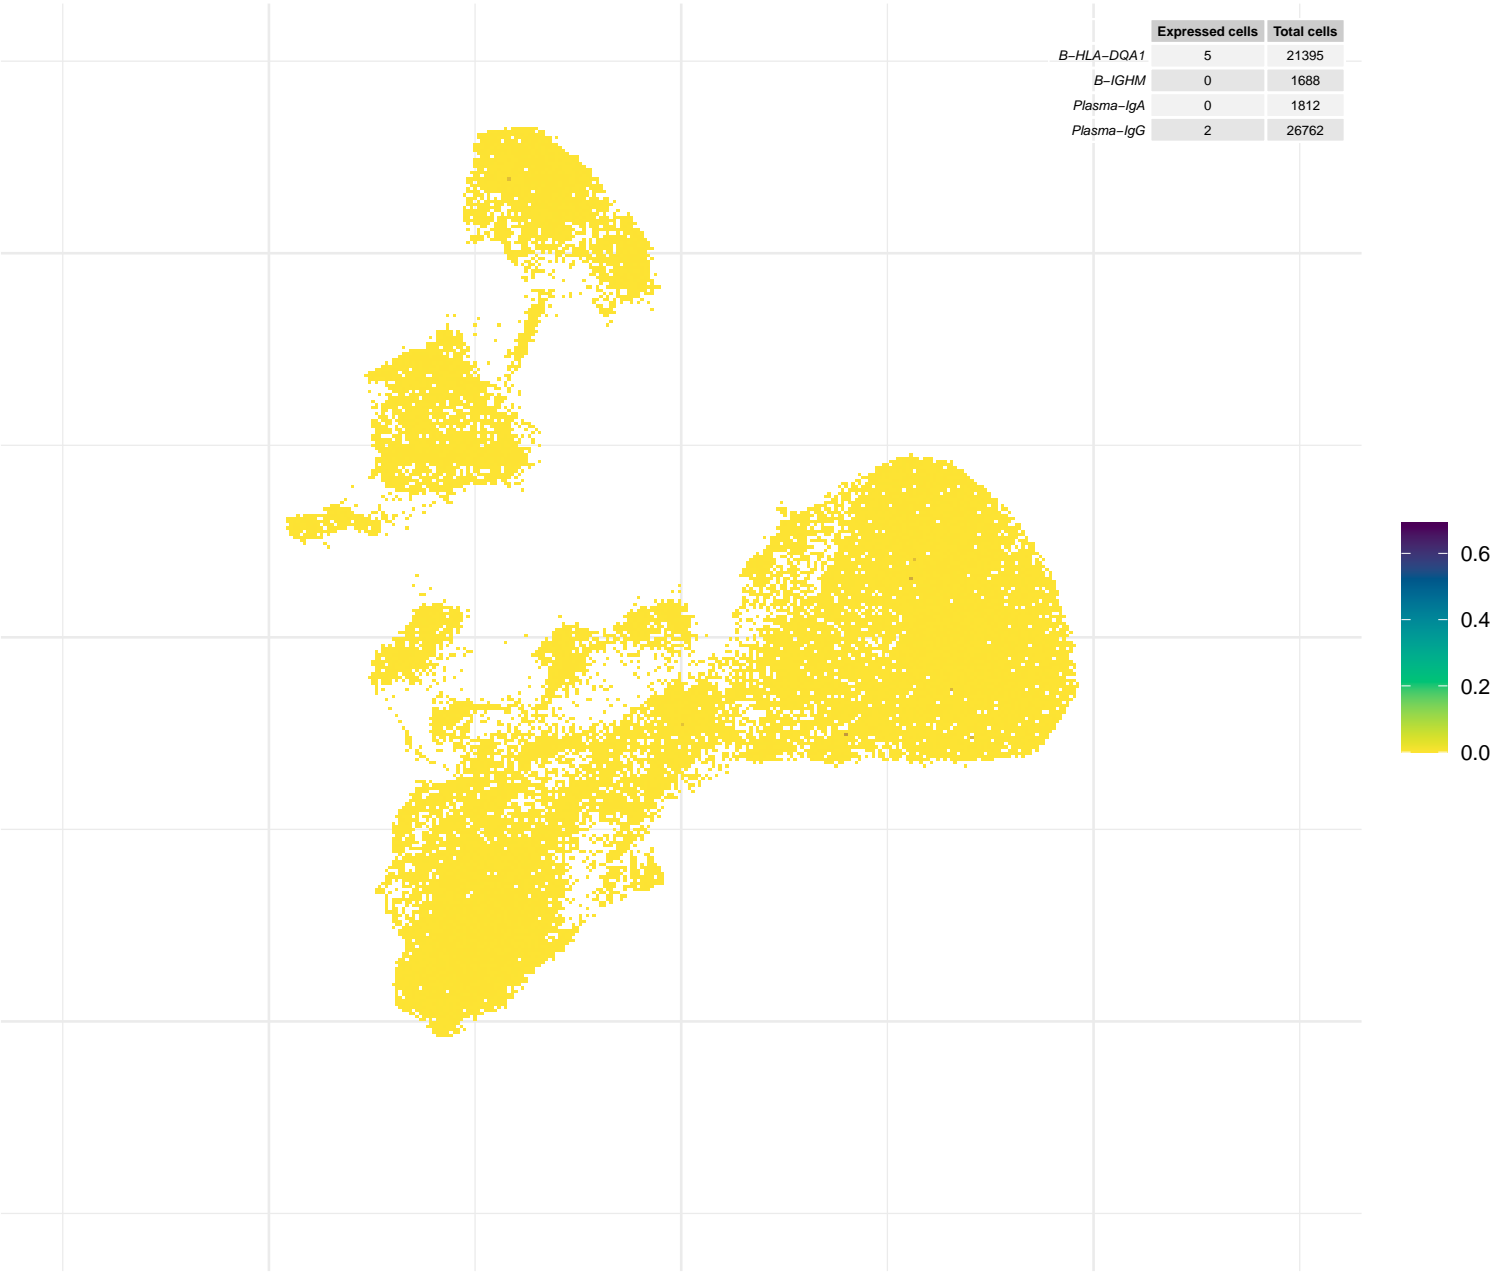 Expressed cells Total cells
B−HLA−DQA1 5 21395
B−IGHM 0 1688
Plasma−IgA 0 1812
Plasma−IgG 2 26762
0.6
0.4
0.2
0.0